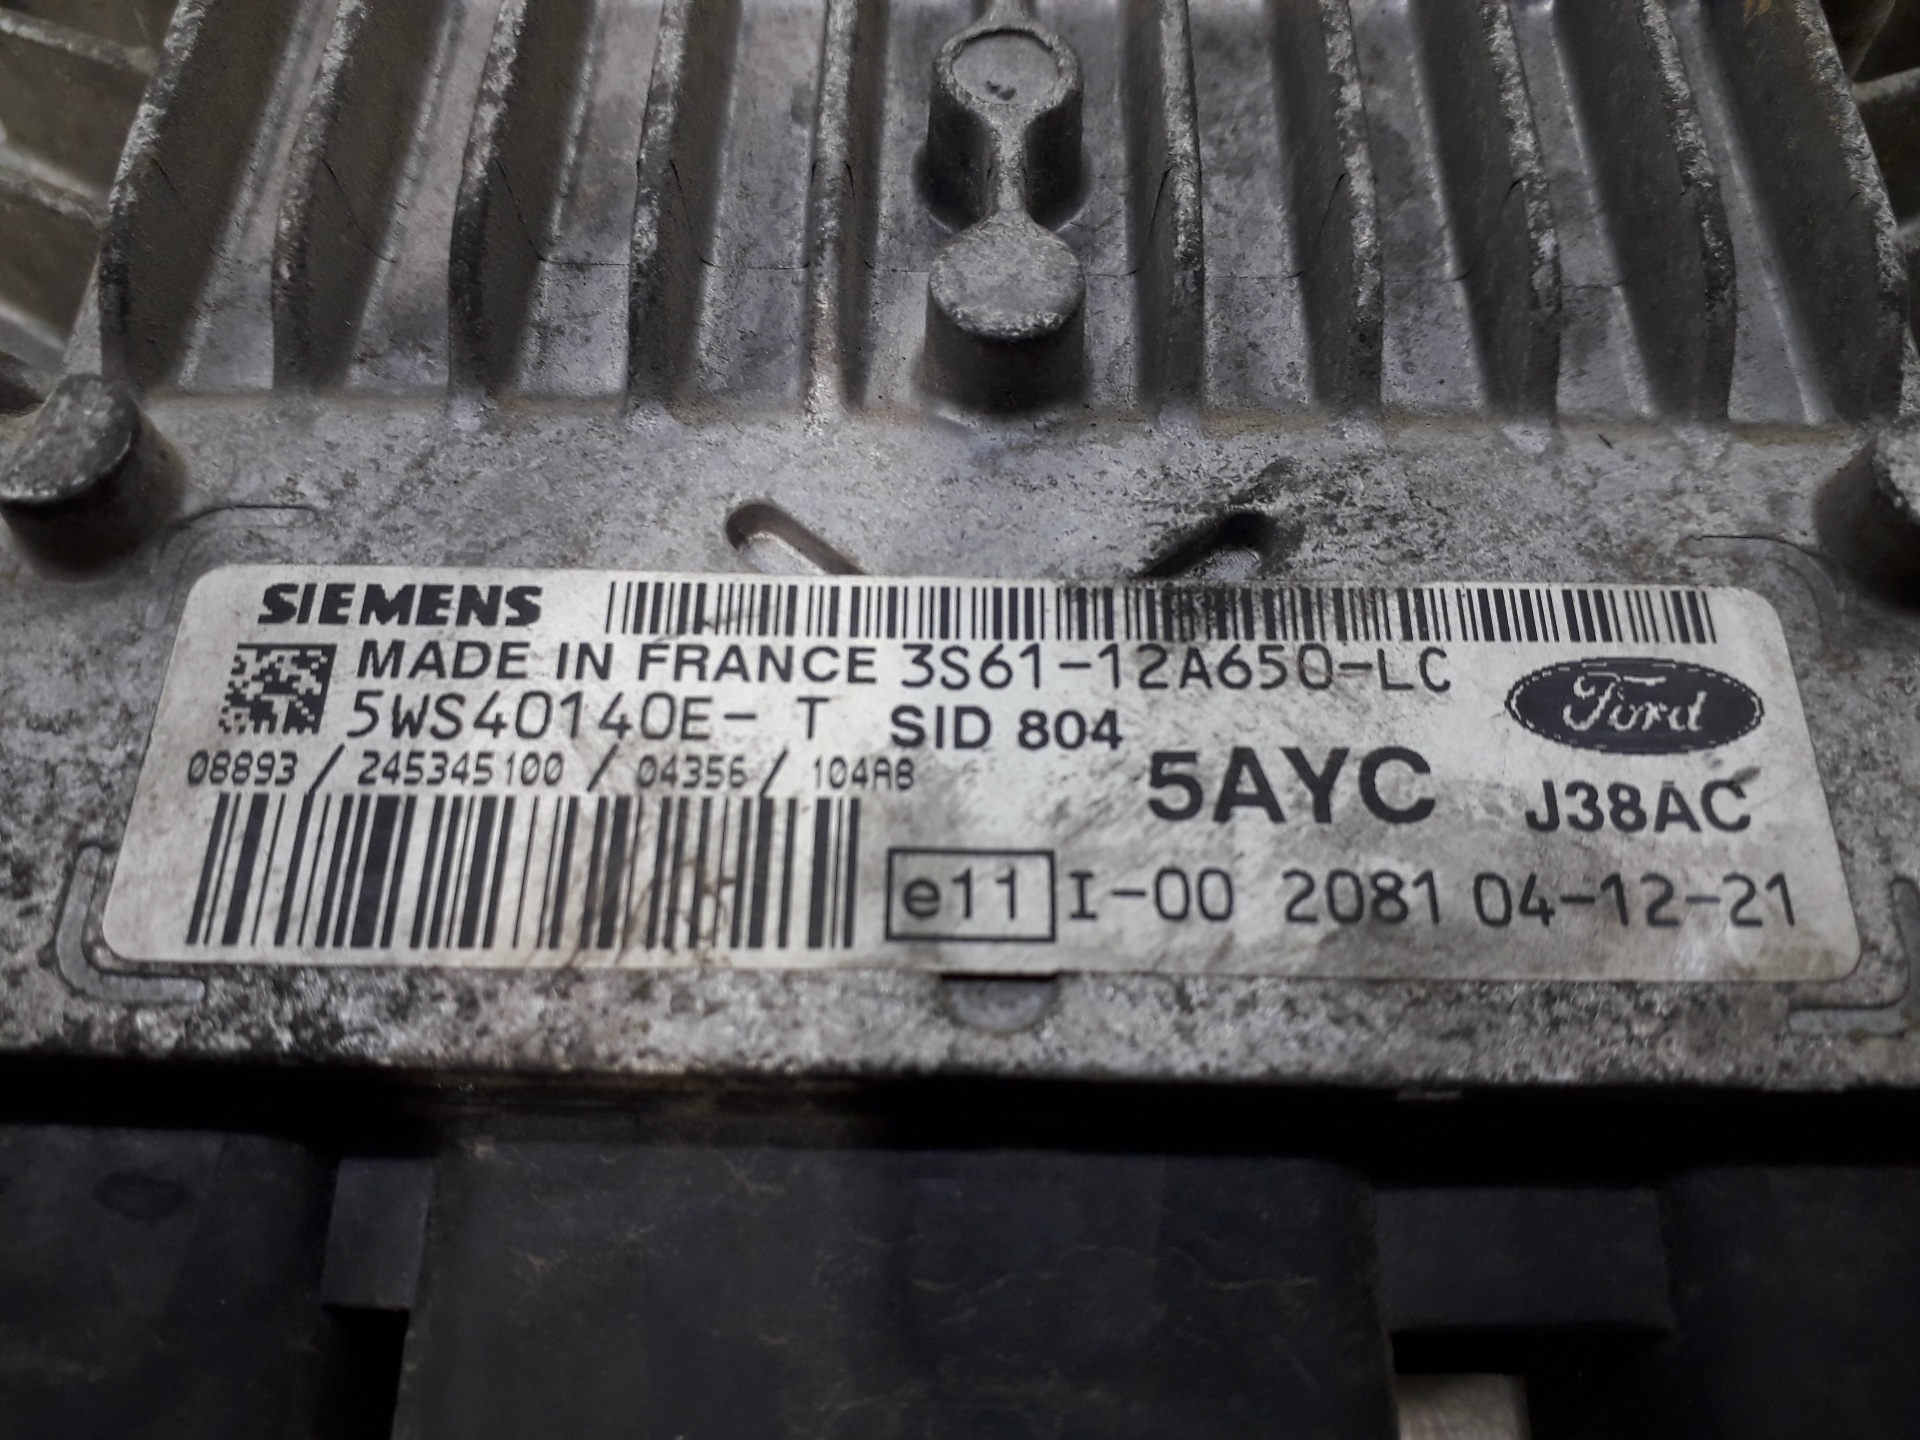 SIEMENS
MADE IN FRANCE 3S61-12A650-LC
5WS40140E- T SID 804
Ford
08893 / 245345100 / 04356 / 104AB
5AYC J38AC
e11 I-00 2081 04-12-21